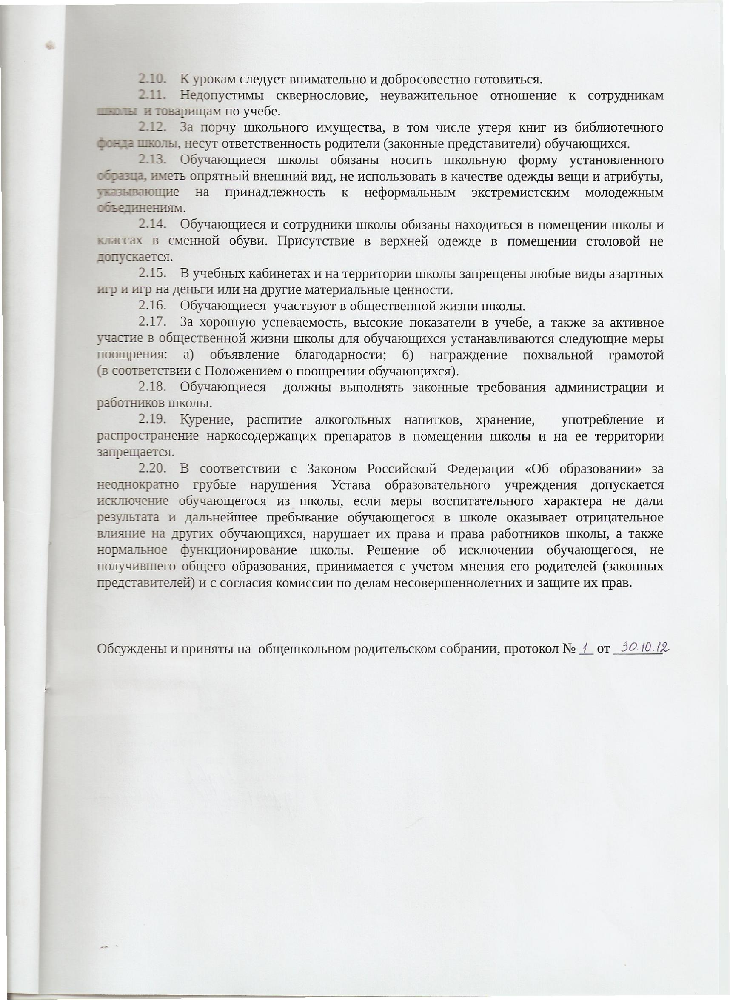 2.10. К урокам следует внимательно и добросовестно готовиться.
2.11. Недопустимы сквернословие, неуважительное отношение к сотрудникам
школы и товарищам по учебе.
2.12. За порчу школьного имущества, в том числе утеря книг из библиотечного
фонда школы, несут ответственность родители (законные представители) обучающихся.
2.13. Обучающиеся школы обязаны носить школьную форму установленного
образца, иметь опрятный внешний вид, не использовать в качестве одежды вещи и атрибуты,
указывающие на принадлежность к неформальным экстремистским молодежным
объединениям.
2.14. Обучающиеся и сотрудники школы обязаны находиться в помещении школы и
классах в сменной обуви. Присутствие в верхней одежде в помещении столовой не
допускается.
2.15. В учебных кабинетах и на территории школы запрещены любые виды азартных
игр и игр на деньги или на другие материальные ценности.
2.16. Обучающиеся участвуют в общественной жизни школы.
2.17. За хорошую успеваемость, высокие показатели в учебе, а также за активное
участие в общественной жизни школы для обучающихся устанавливаются следующие меры
поощрения: а) объявление благодарности; б) награждение похвальной грамотой
(в соответствии с Положением о поощрении обучающихся).
2.18. Обучающиеся должны выполнять законные требования администрации и
работников школы.
2.19. Курение, распитие алкогольных напитков, хранение, употребление и
распространение наркосодержащих препаратов в помещении школы и на ее территории
запрещается.
2.20. В соответствии с Законом Российской Федерации «Об образовании» за
неоднократно грубые нарушения Устава образовательного учреждения допускается
исключение обучающегося из школы, если меры воспитательного характера не дали
результата и дальнейшее пребывание обучающегося в школе оказывает отрицательное
влияние на других обучающихся, нарушает их права и права работников школы, а также
нормальное функционирование школы. Решение об исключении обучающегося, не
получившего общего образования, принимается с учетом мнения его родителей (законных
представителей) и с согласия комиссии по делам несовершеннолетних и защите их прав.
Обсуждены и приняты на общешкольном родительском собрании, протокол № 1 от 30.10.12